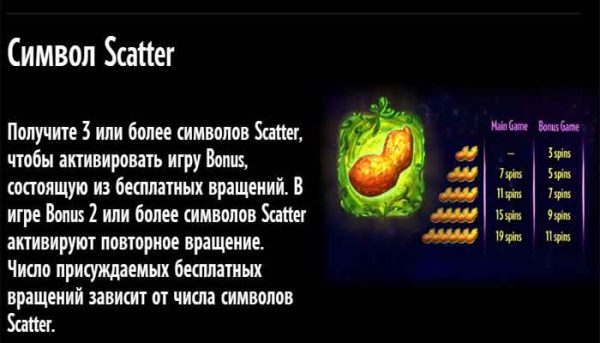 Символ Scatter
Получите 3 или более символов Scatter,
чтобы активировать игру Bonus,
состоящую из бесплатных вращений. В
игре Bonus 2 или более символов Scatter
активируют повторное вращение.
Число присуждаемых бесплатных
вращений зависит от числа символов
Scatter.
Main Game Bonus Game
--- 3 spins
7 spins 5 spins
11 spins 7 spins
15 spins 9 spins
19 spins 11 spins